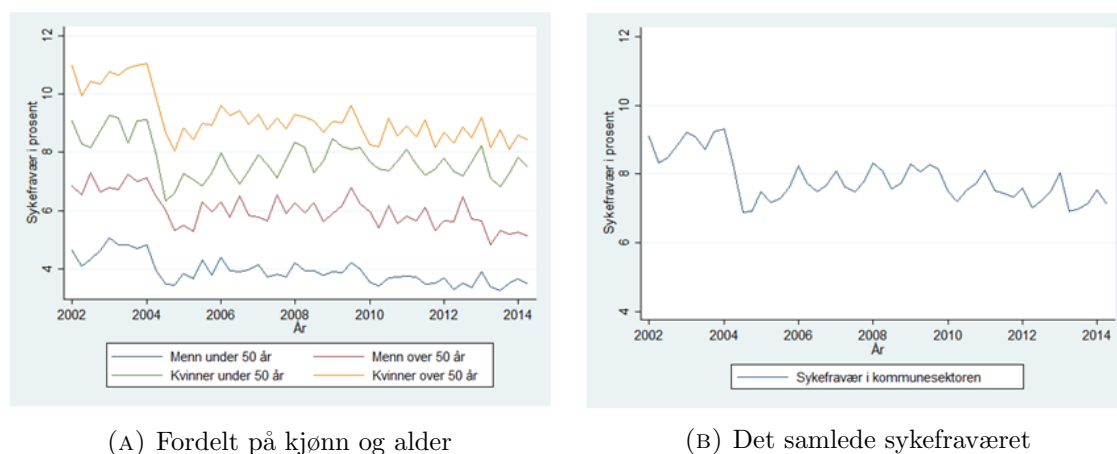 12
10
8
6
4
Sykefravær i prosent
2002 2004 2006 2008 2010 2012 2014
År
Menn under 50 år Menn over 50 år
Kvinner under 50 år Kvinner over 50 år
(A) Fordelt på kjønn og alder
12
10
8
6
4
Sykefravær i prosent
2002 2004 2006 2008 2010 2012 2014
År
Sykefravær i kommunesektoren
(B) Det samlede sykefraværet